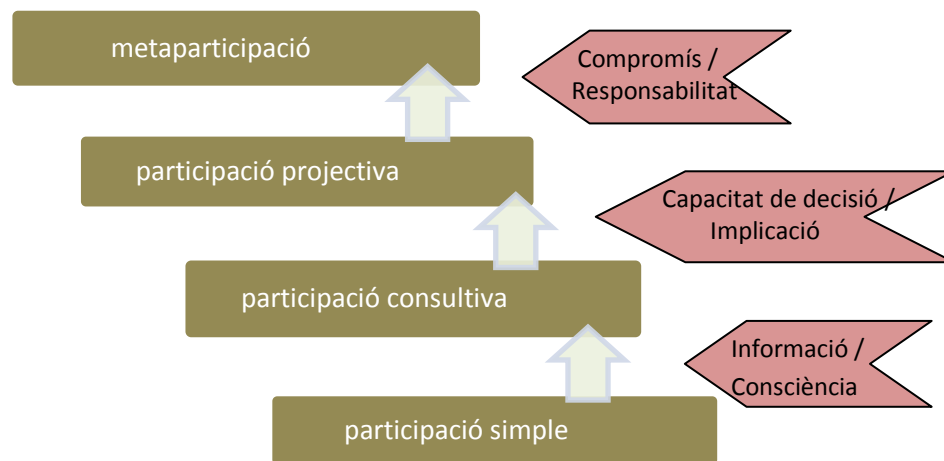 metaparticipació
Compromís /
Responsabilitat
participació projectiva
Capacitat de decisió /
Implicació
participació consultiva
Informació /
Consciència
participació simple